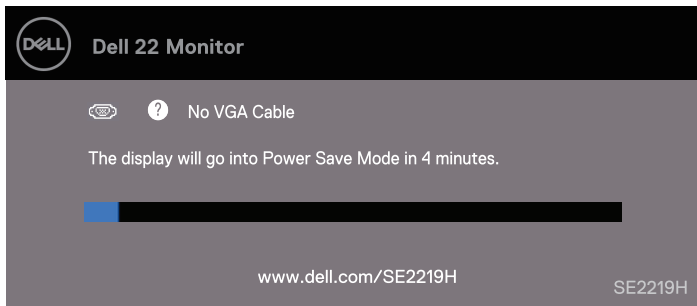 DELL
Dell 22 Monitor
? No VGA Cable
The display will go into Power Save Mode in 4 minutes.
www.dell.com/SE2219H
SE2219H